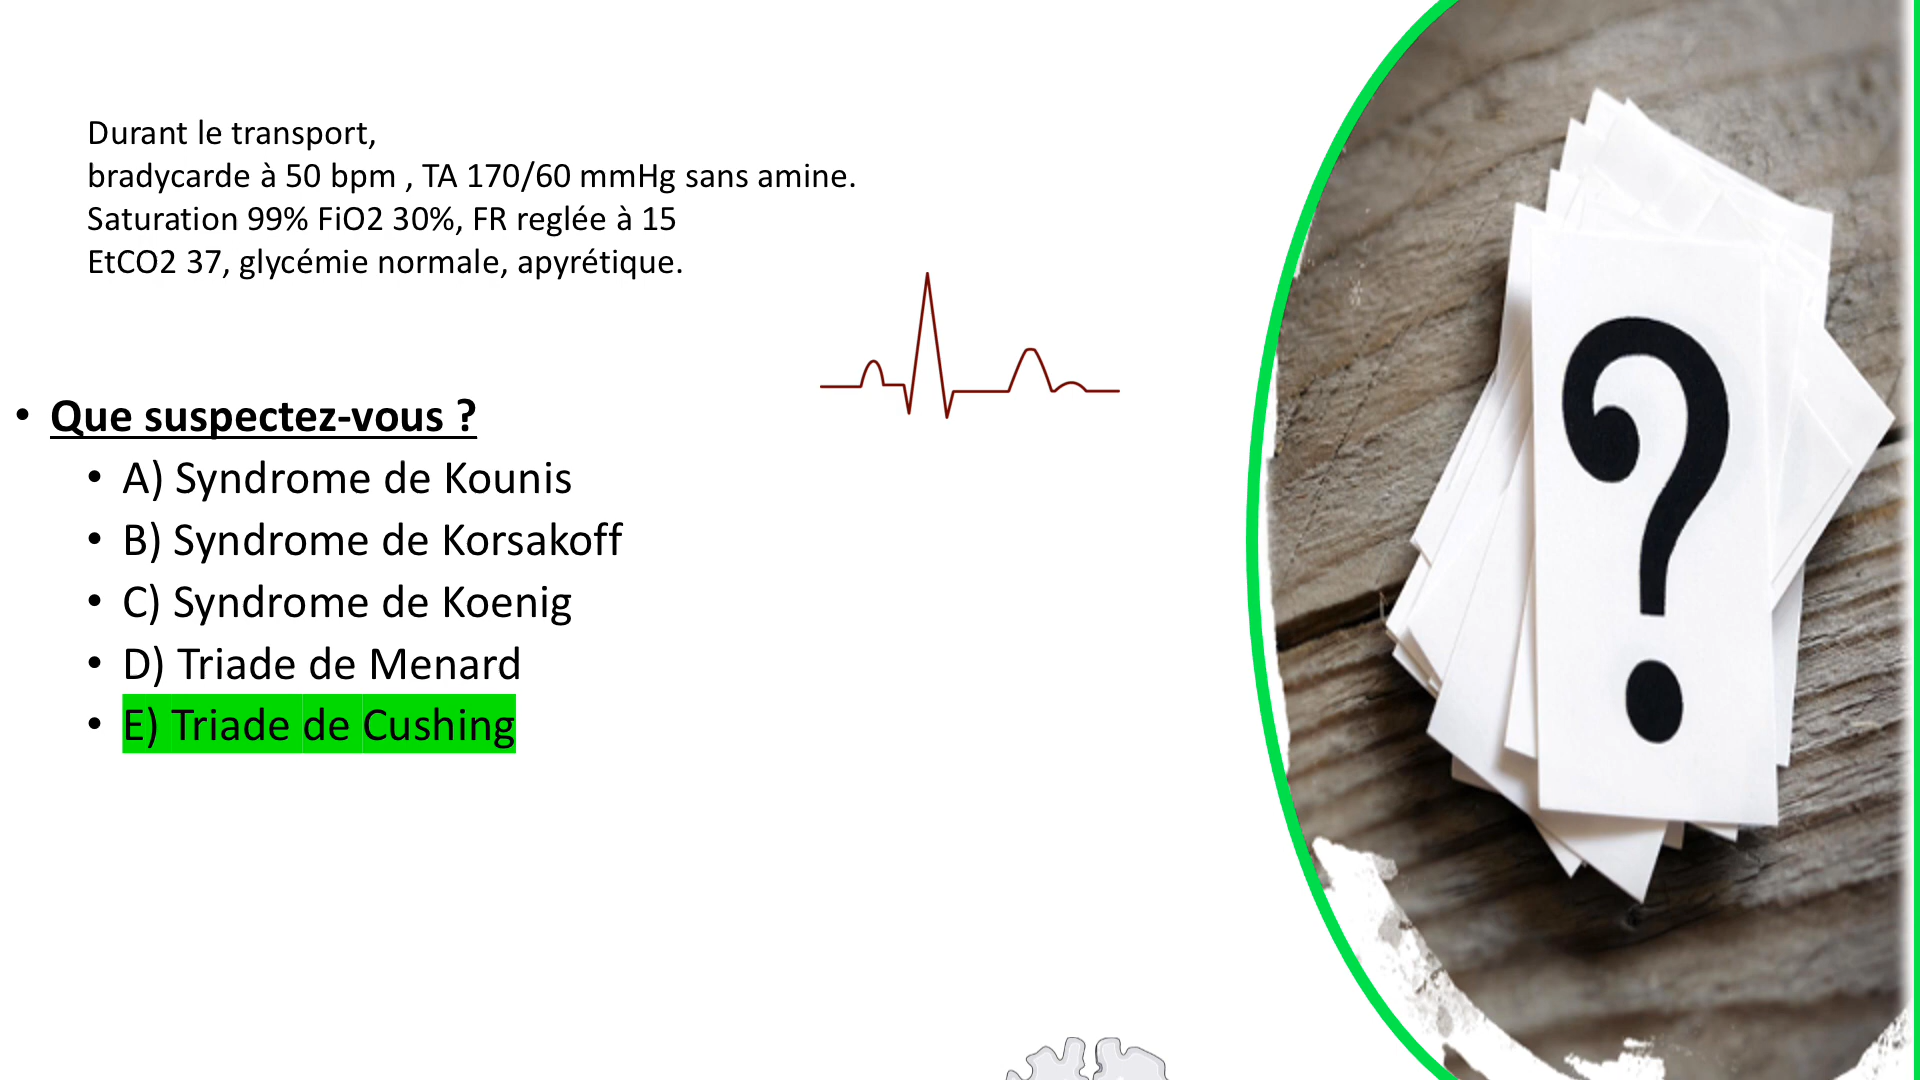 Durant le transport,
bradycarde à 50 bpm , TA 170/60 mmHg sans amine.
Saturation 99% FiO2 30%, FR reglée à 15
EtCO2 37, glycémie normale, apyrétique.
• Que suspectez-vous ?
• A) Syndrome de Kounis
• B) Syndrome de Korsakoff
• C) Syndrome de Koenig
• D) Triade de Menard
• E) Triade de Cushing
?